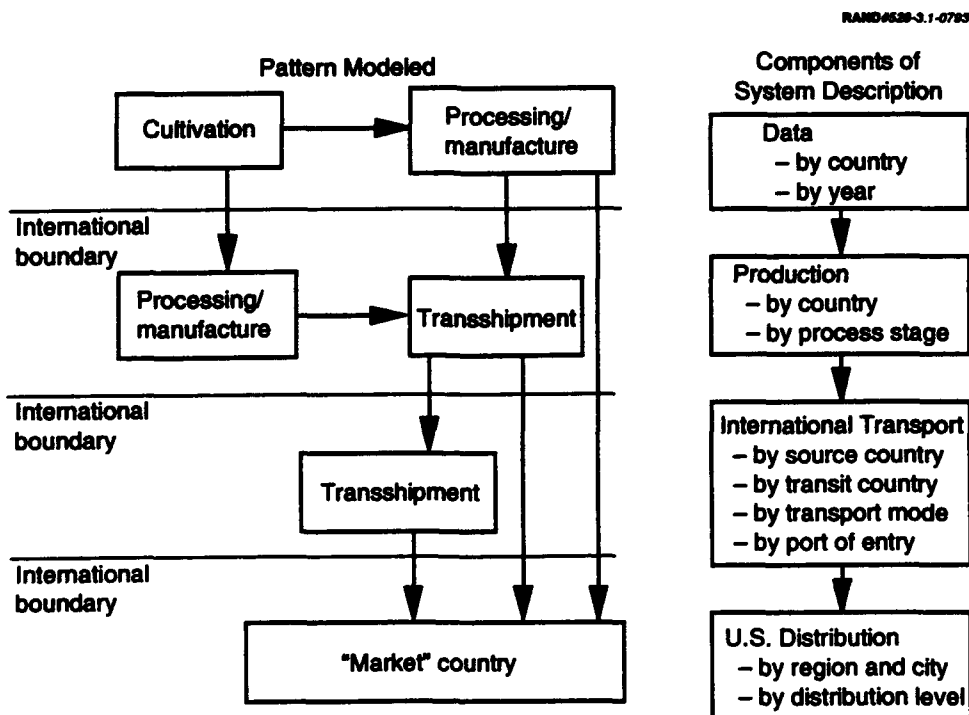 RAND#528-3.1-0793
Pattern Modeled
Cultivation
Processing/
manufacture
International
boundary
Processing/
manufacture
Transshipment
International
boundary
Transshipment
International
boundary
"Market" country
Components of
System Description
Data
– by country
– by year
Production
– by country
– by process stage
International Transport
– by source country
– by transit country
– by transport mode
– by port of entry
U.S. Distribution
– by region and city
– by distribution level